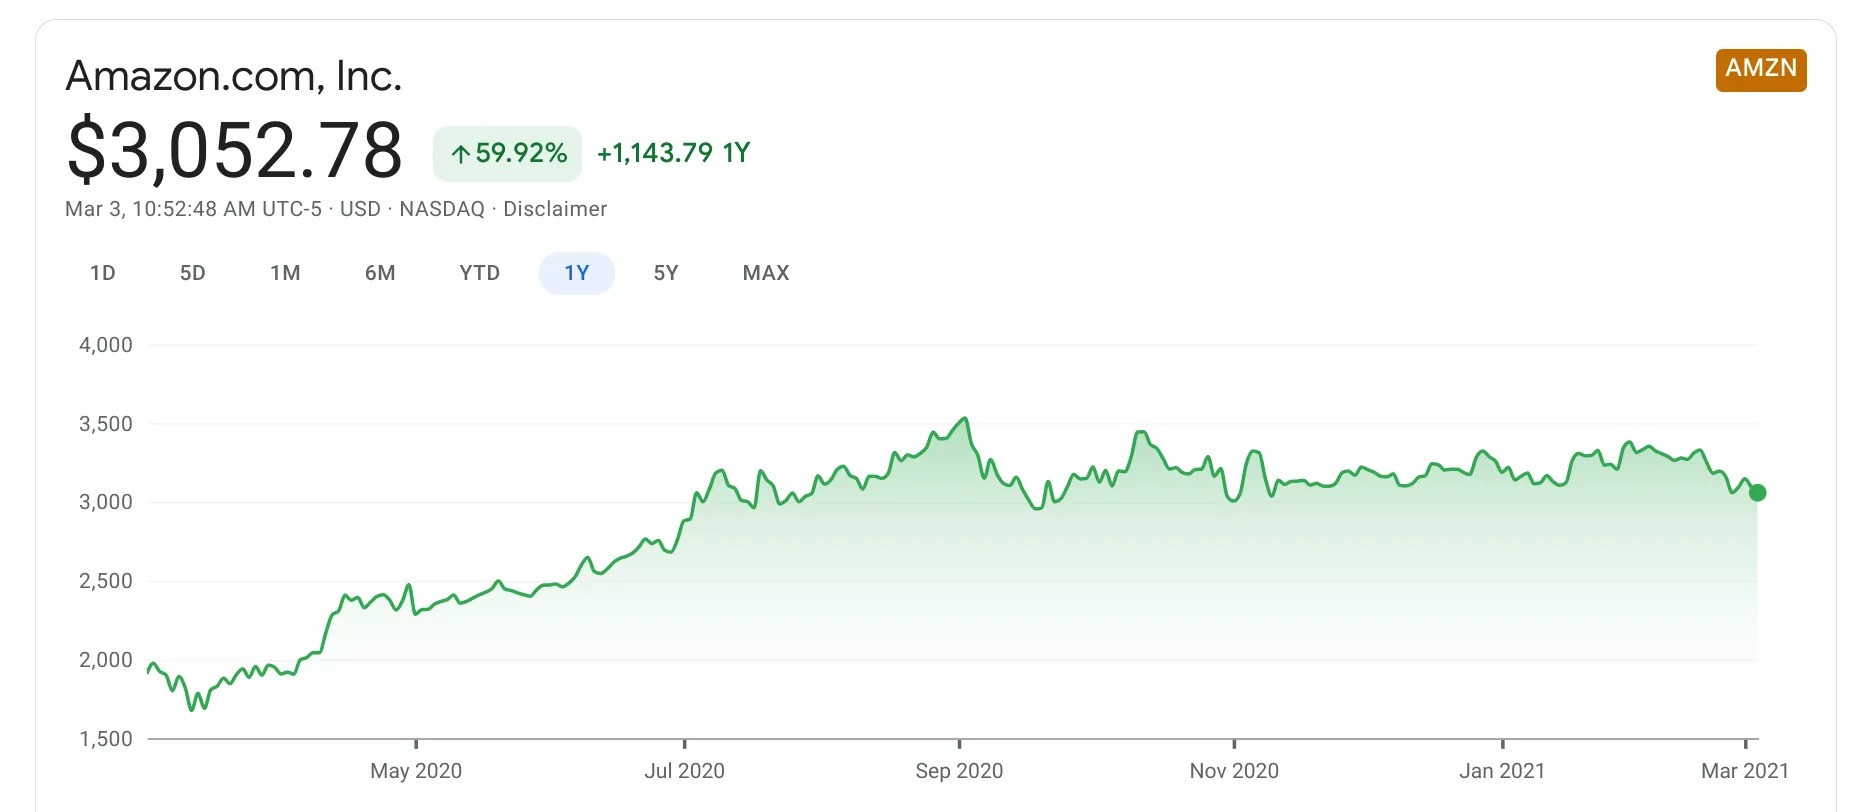 Amazon.com, Inc.
AMZN
$3,052.78 ↑59.92% +1,143.79 1Y
Mar 3, 10:52:48 AM UTC-5 · USD · NASDAQ · Disclaimer
1D 5D 1M 6M YTD 1Y 5Y MAX
4,000
3,500
3,000
2,500
2,000
1,500
May 2020 Jul 2020 Sep 2020 Nov 2020 Jan 2021 Mar 2021